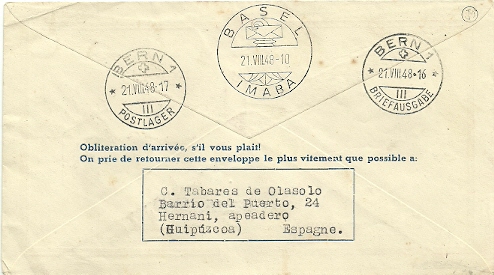 BASEL
21.VIII.48-10
IMABA
BERN 1
21.VIII.48-17
III
POSTLAGER
BERN 1
21.VIII.48-16
III
BRIEFAUSGABE
Obliteration d'arrivée, s'il vous plait!
On prie de retourner cette enveloppe le plus vitement que possible a:
C. Tabares de Olasolo
Barrio del Puerto, 24
Hernani, apeadero
(Huipúzcoa) Espagne.